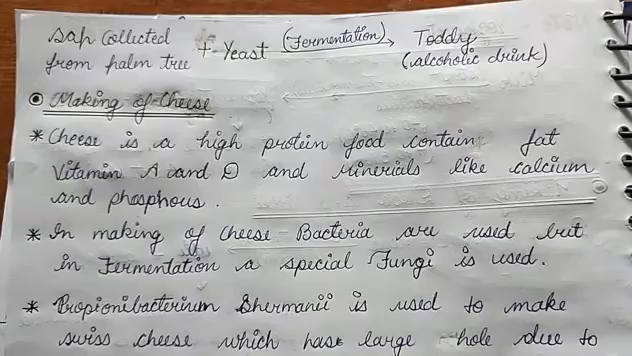 Sap Collected + Yeast (Fermentation) → Toddy
from palm tree (alcoholic drink)
Making of Cheese
* Cheese is a high protein food contain fat
Vitamin A and D and minerials like calcium
and phosphous.
* In making of cheese Bacteria are used but
in Fermentation a special Fungi is used.
* Propionibacterium Shermanii is used to make
swiss cheese which has large hole due to